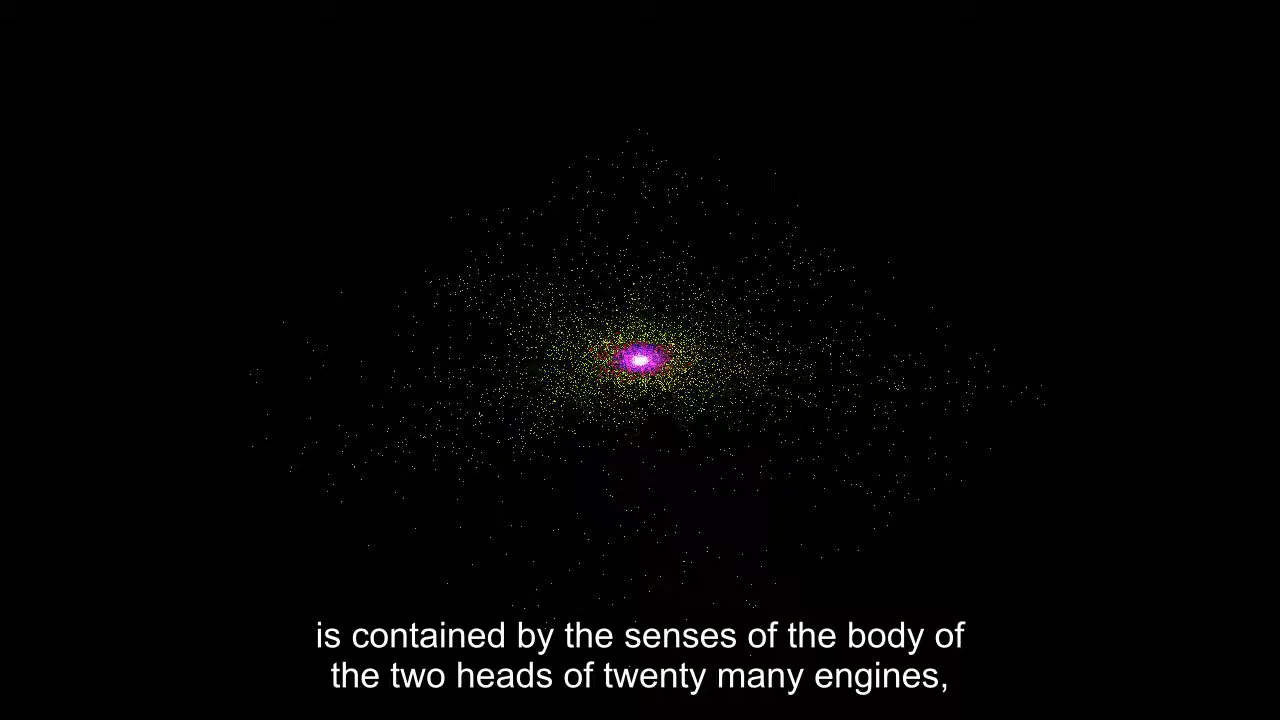 is contained by the senses of the body of
the two heads of twenty many engines,